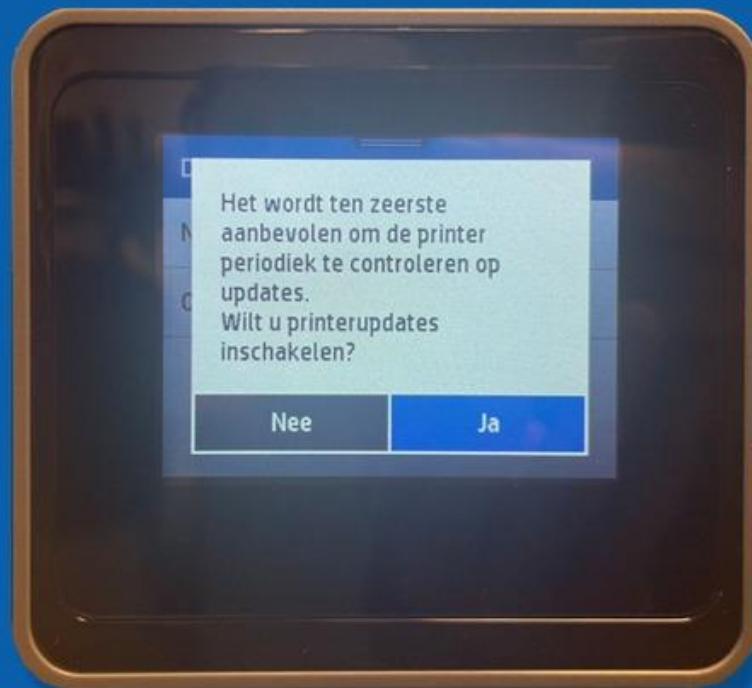 Het wordt ten zeerste
aanbevolen om de printer
periodiek te controleren op
updates.
Wilt u printerupdates
inschakelen?
Nee
Ja